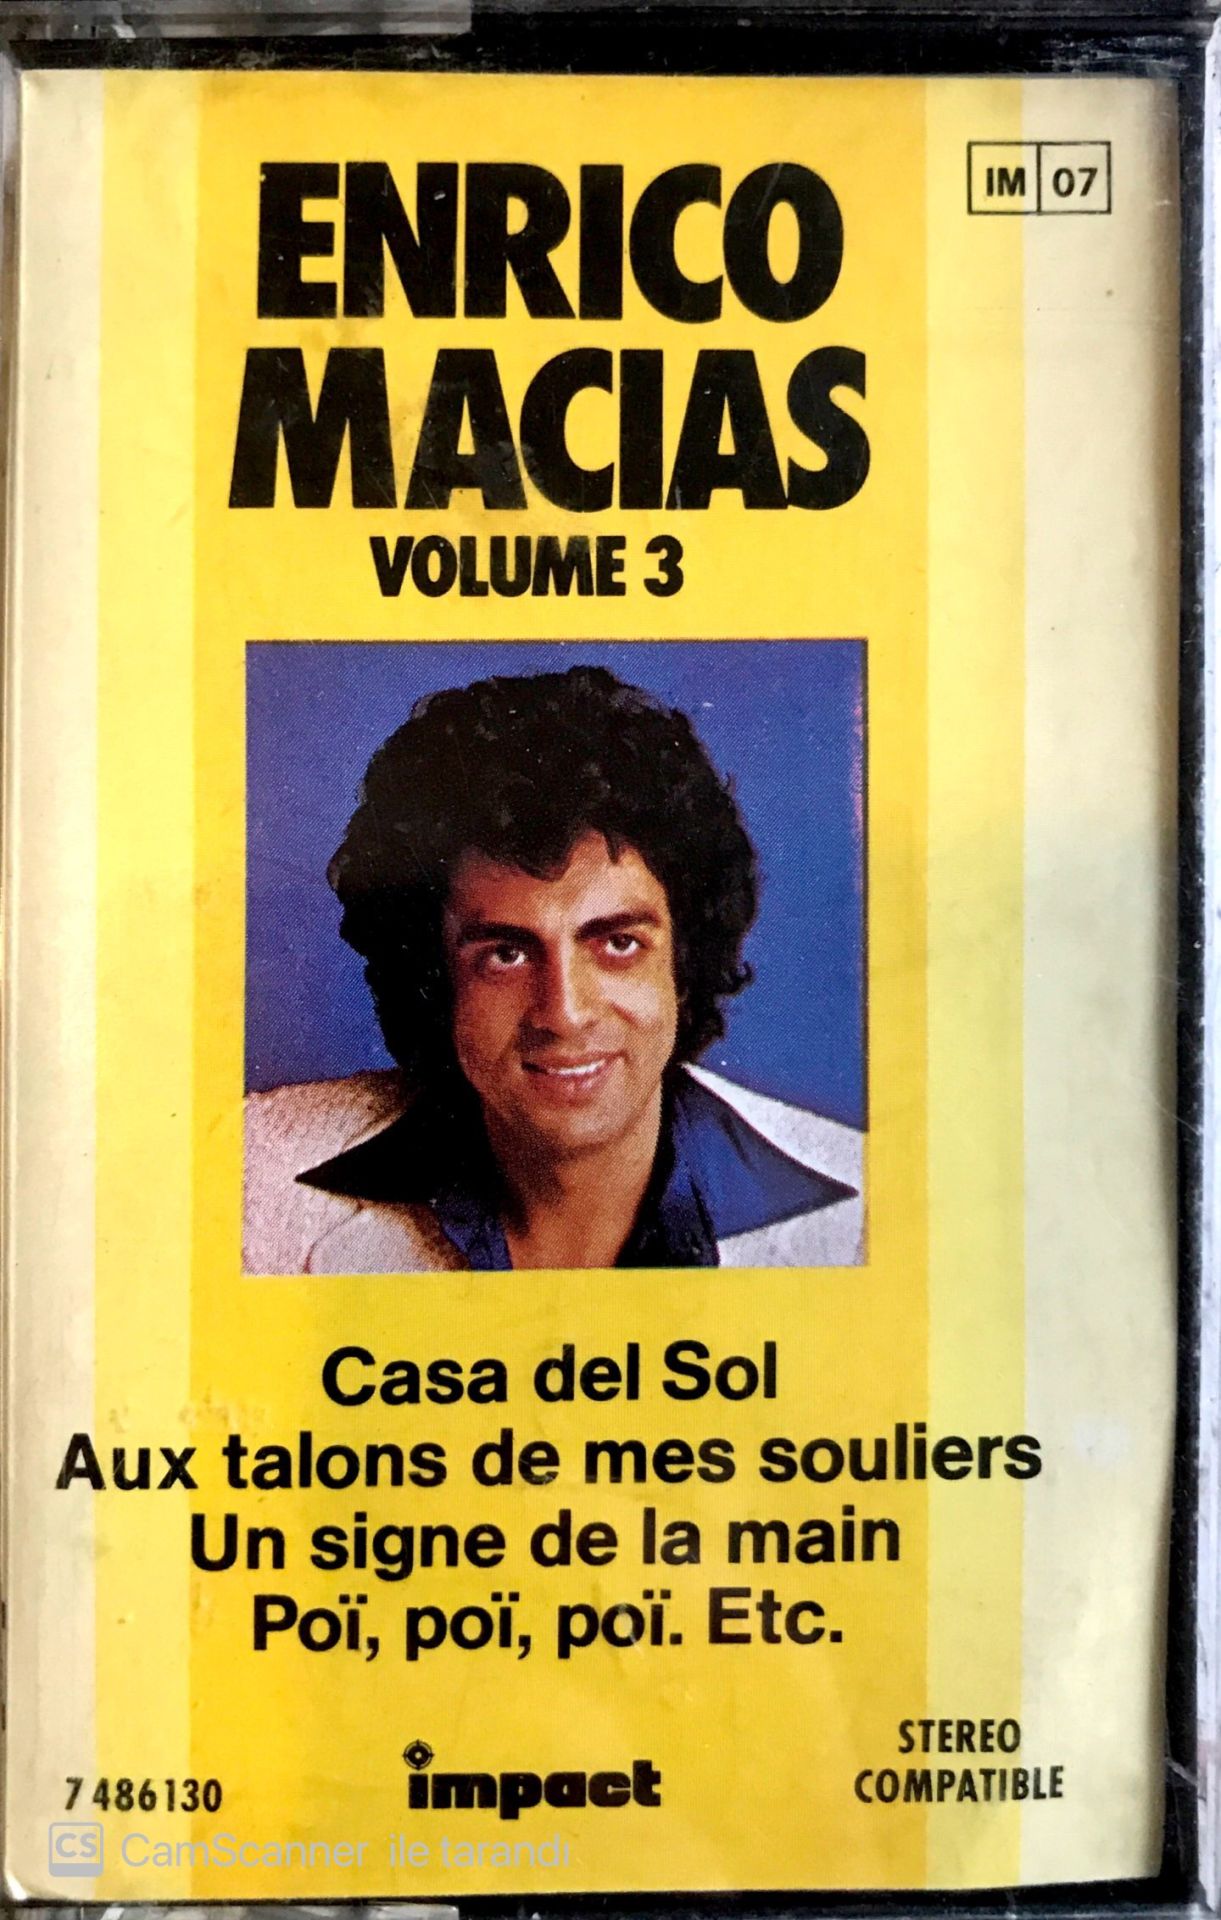 ENRICO
MACIAS
VOLUME 3
IM 07
Casa del Sol
Aux talons de mes souliers
Un signe de la main
Poï, poï, poï. Etc.
7 486130
impact
STEREO
COMPATIBLE
CS CamScanner ile tarandı